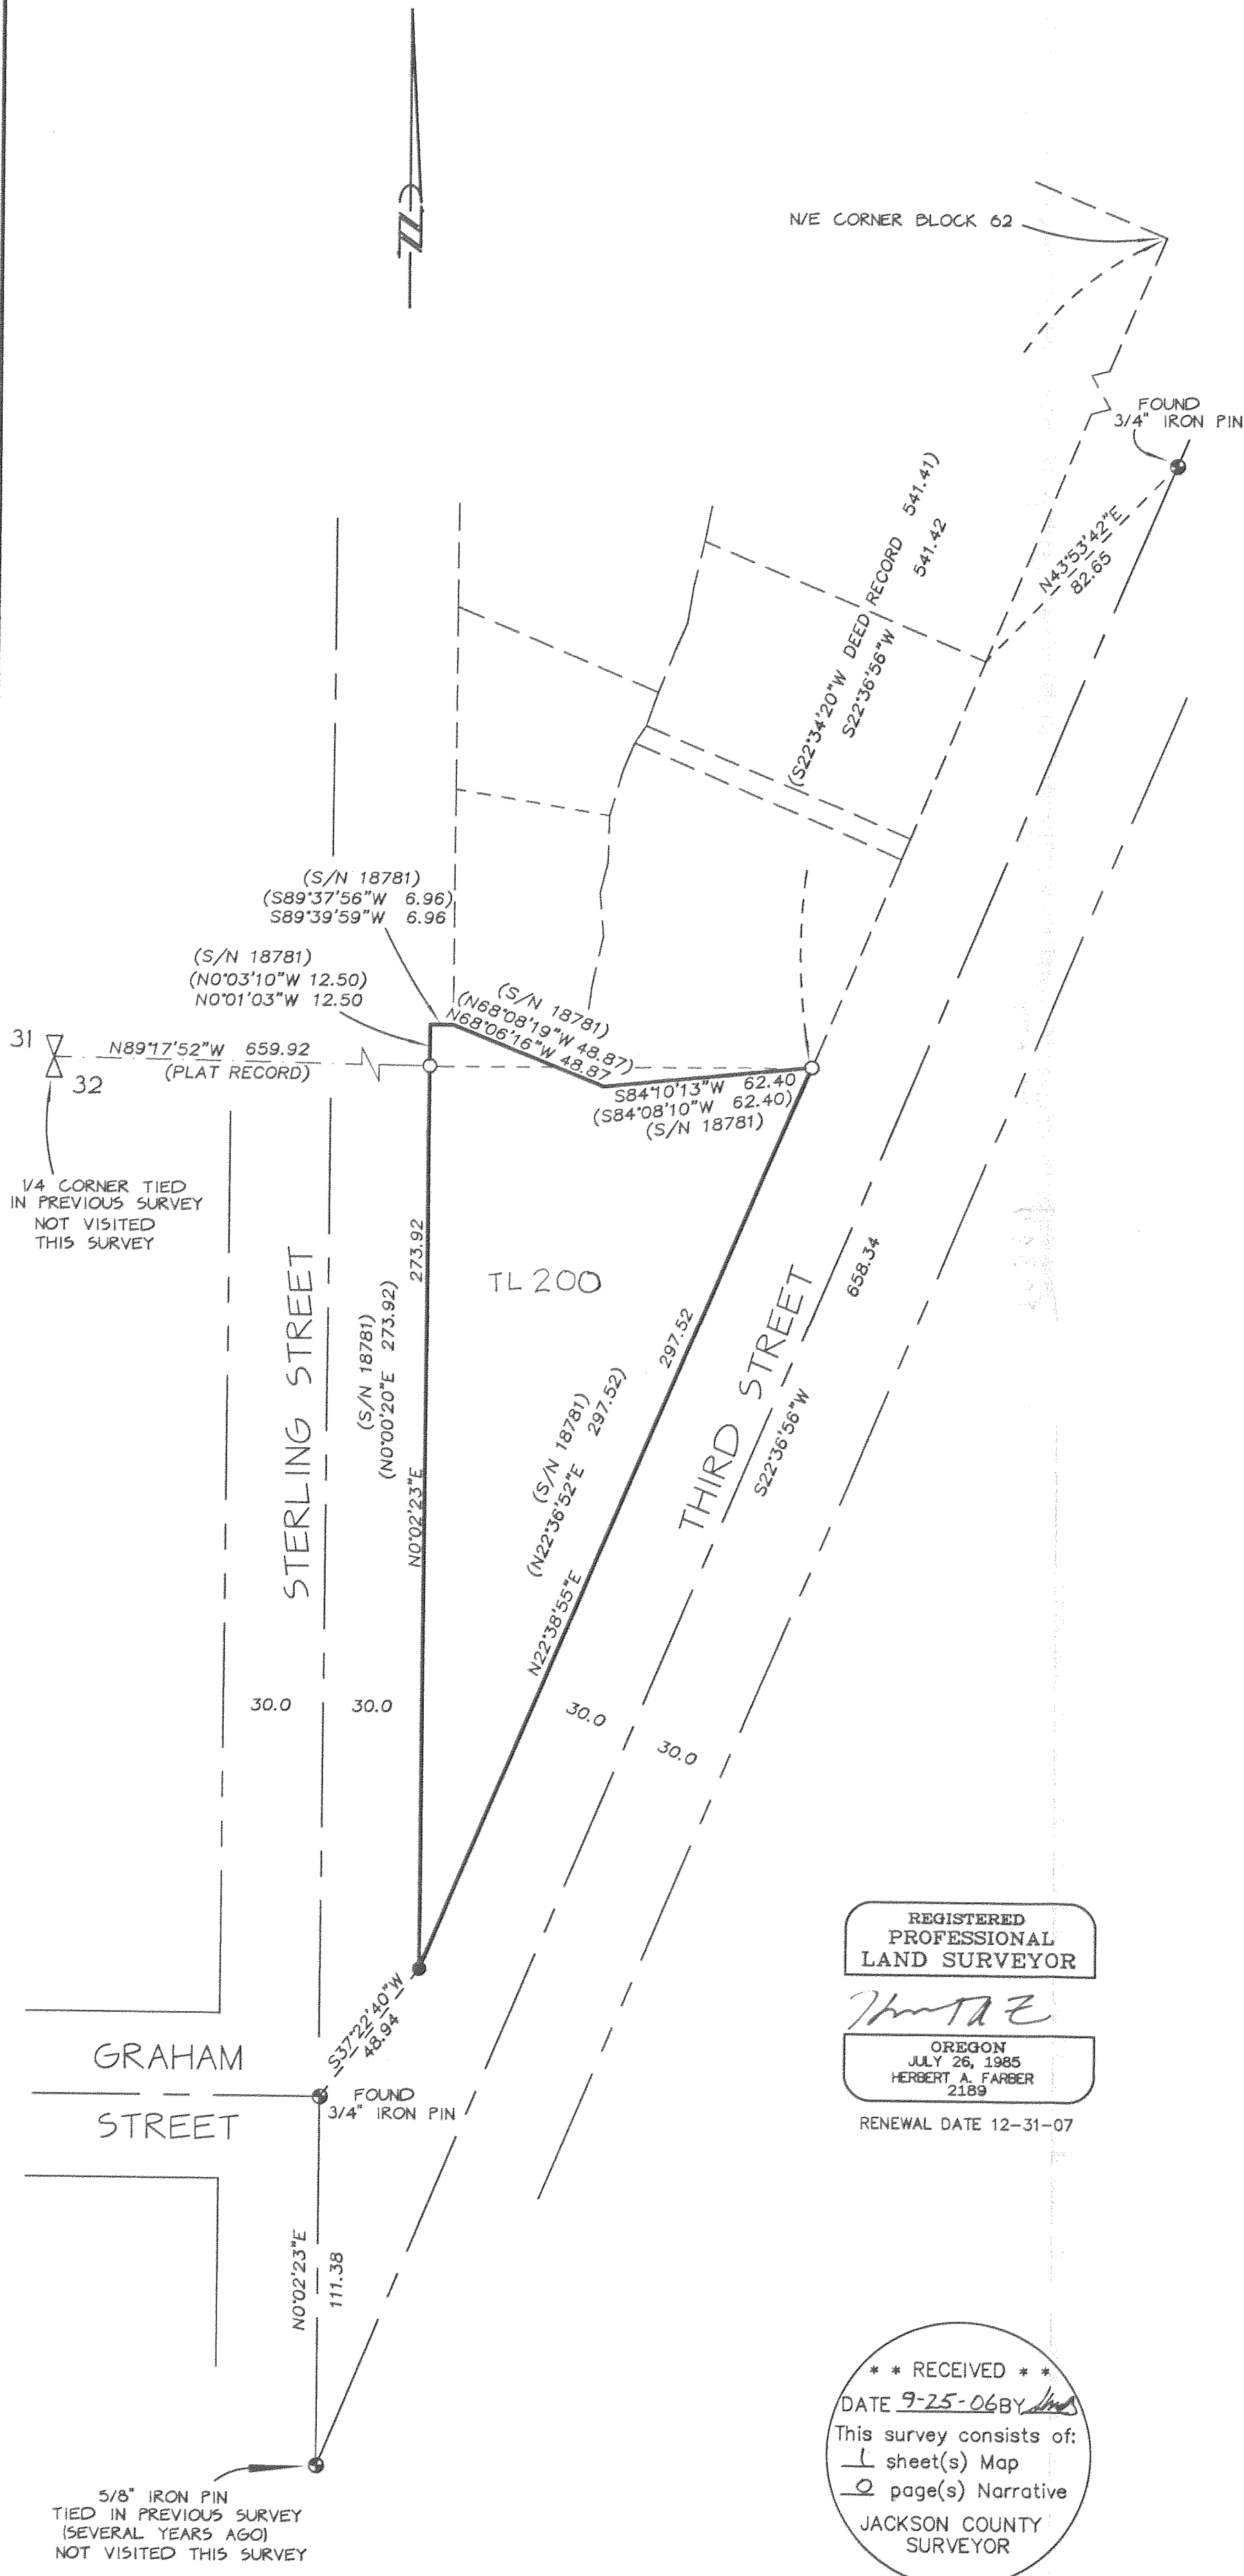 N
N/E CORNER BLOCK 62
FOUND
3/4" IRON PIN
N43°53'42"E
82.65
(S22°34'20"W DEED RECORD 541.41)
S22°36'56"W 541.42
(S/N 18781)
(S89°37'56"W 6.96)
S89°39'59"W 6.96
(S/N 18781)
(N0°03'10"W 12.50)
N0°01'03"W 12.50
(S/N 18781)
(N68°08'19"W 48.87)
N68°06'16"W 48.87
31
32
N89°17'52"W 659.92
(PLAT RECORD)
S84°10'13"W 62.40
(S84°08'10"W 62.40)
(S/N 18781)
1/4 CORNER TIED
IN PREVIOUS SURVEY
NOT VISITED
THIS SURVEY
STERLING STREET
(S/N 18781)
(N0°00'20"E 273.92)
N0°02'23"E 273.92
TL 200
(S/N 18781)
(N22°36'52"E 297.52)
N22°38'55"E 297.52
THIRD STREET
S22°36'56"W 658.34
30.0
30.0
30.0
30.0
S37°22'40"W
48.94
GRAHAM
STREET
FOUND
3/4" IRON PIN
N0°02'23"E
111.38
5/8" IRON PIN
TIED IN PREVIOUS SURVEY
(SEVERAL YEARS AGO)
NOT VISITED THIS SURVEY
REGISTERED
PROFESSIONAL
LAND SURVEYOR
OREGON
JULY 26, 1985
HERBERT A. FARBER
2189
RENEWAL DATE 12-31-07
* * RECEIVED * *
DATE 9-25-06 BY
This survey consists of:
1 sheet(s) Map
0 page(s) Narrative
JACKSON COUNTY
SURVEYOR